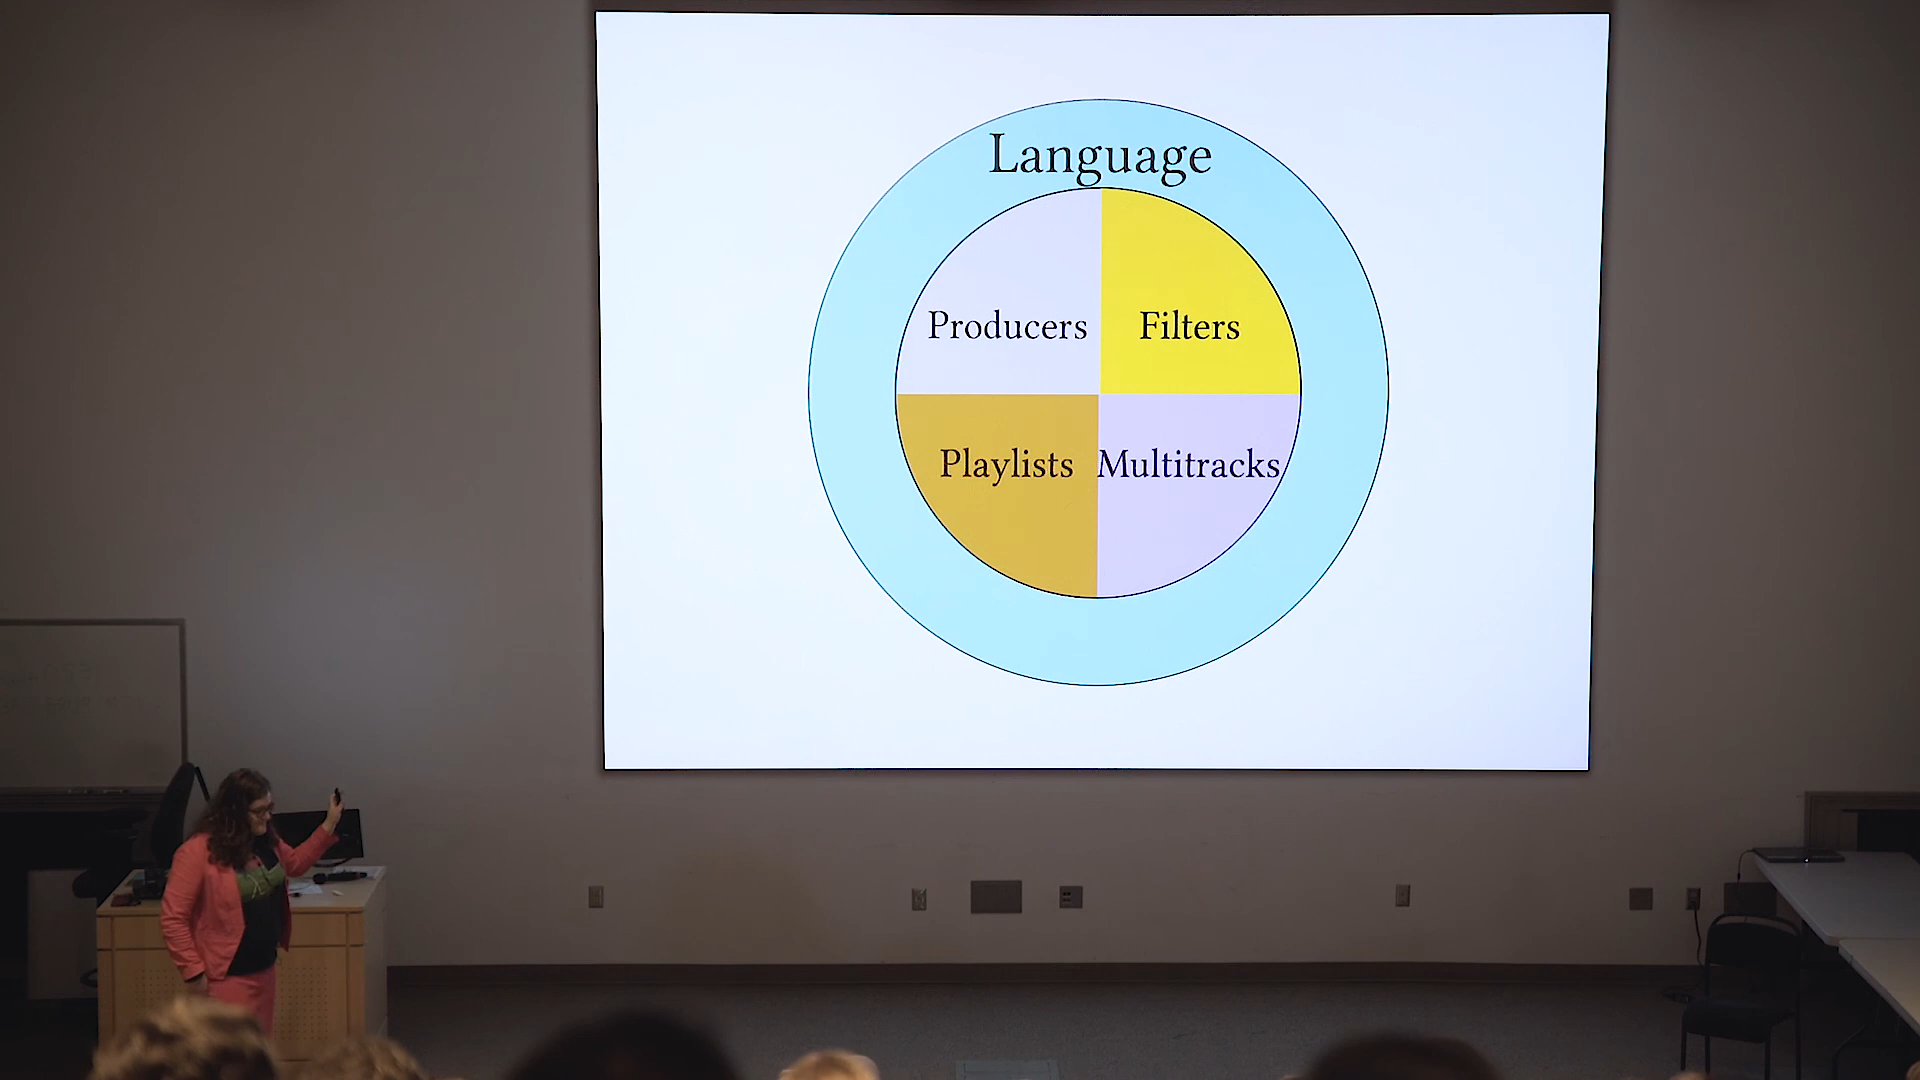 Language
Producers
Filters
Playlists
Multitracks